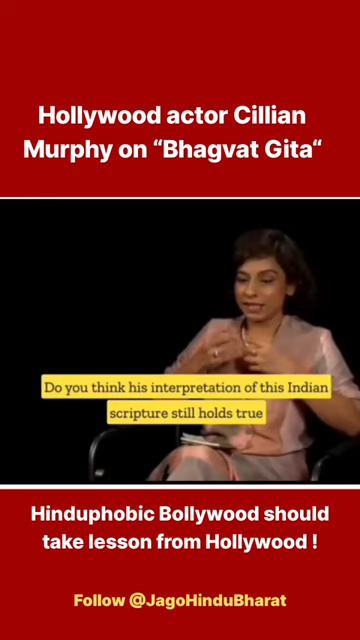 Hollywood actor Cillian
Murphy on “Bhagvat Gita“
Do you think his interpretation of this Indian
scripture still holds true
Hinduphobic Bollywood should
take lesson from Hollywood !
Follow @JagoHinduBharat